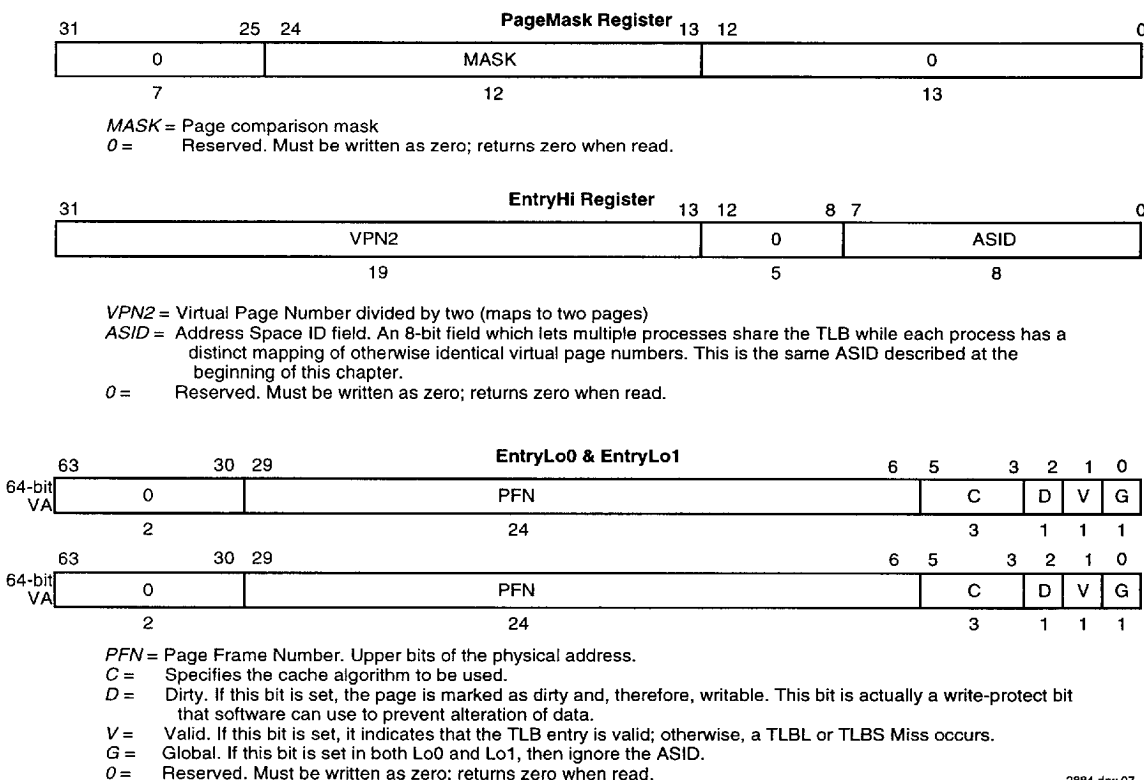 PageMask Register
31 25 24 13 12 0
0 MASK 0
7 12 13
MASK = Page comparison mask
0 = Reserved. Must be written as zero; returns zero when read.
EntryHi Register
31 13 12 8 7 0
VPN2 0 ASID
19 5 8
VPN2 = Virtual Page Number divided by two (maps to two pages)
ASID = Address Space ID field. An 8-bit field which lets multiple processes share the TLB while each process has a
distinct mapping of otherwise identical virtual page numbers. This is the same ASID described at the
beginning of this chapter.
0 = Reserved. Must be written as zero; returns zero when read.
EntryLo0 & EntryLo1
63 30 29 6 5 3 2 1 0
64-bit
VA
0 PFN C D V G
2 24 3 1 1 1
63 30 29 6 5 3 2 1 0
64-bit
VA
0 PFN C D V G
2 24 3 1 1 1
PFN = Page Frame Number. Upper bits of the physical address.
C = Specifies the cache algorithm to be used.
D = Dirty. If this bit is set, the page is marked as dirty and, therefore, writable. This bit is actually a write-protect bit
that software can use to prevent alteration of data.
V = Valid. If this bit is set, it indicates that the TLB entry is valid; otherwise, a TLBL or TLBS Miss occurs.
G = Global. If this bit is set in both Lo0 and Lo1, then ignore the ASID.
0 = Reserved. Must be written as zero; returns zero when read.